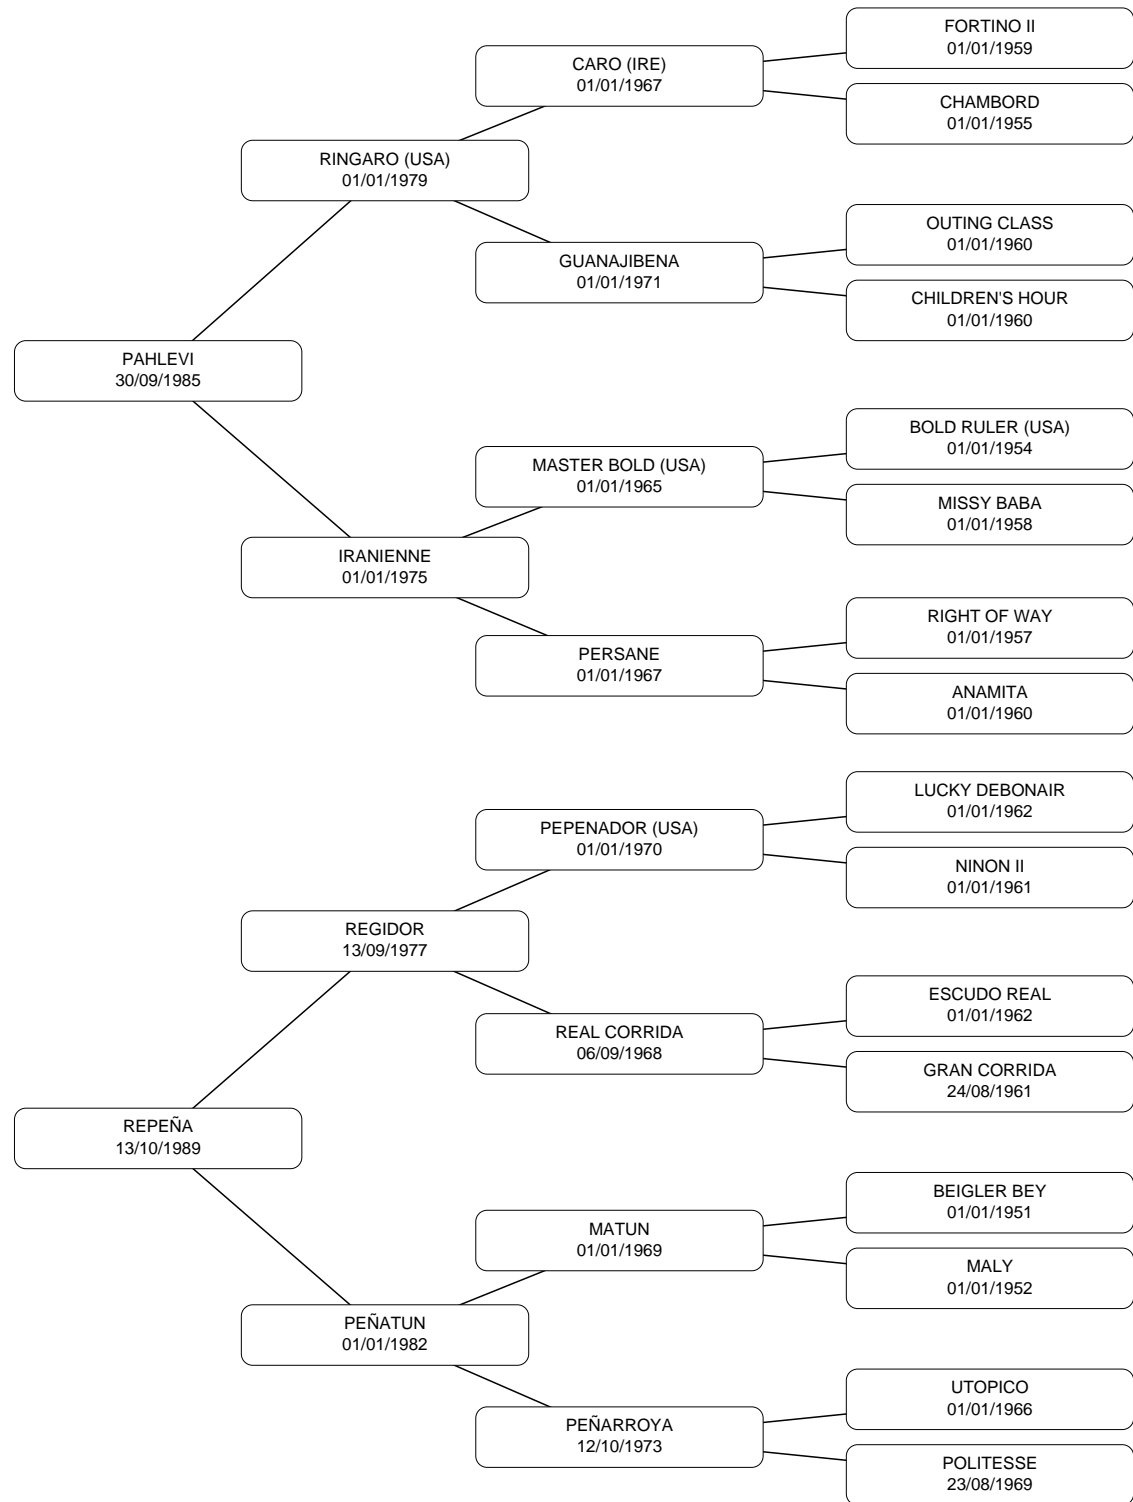 FORTINO II
01/01/1959
CARO (IRE)
01/01/1967
CHAMBORD
01/01/1955
RINGARO (USA)
01/01/1979
OUTING CLASS
01/01/1960
GUANAJIBENA
01/01/1971
CHILDREN'S HOUR
01/01/1960
PAHLEVI
30/09/1985
BOLD RULER (USA)
01/01/1954
MASTER BOLD (USA)
01/01/1965
MISSY BABA
01/01/1958
IRANIENNE
01/01/1975
RIGHT OF WAY
01/01/1957
PERSANE
01/01/1967
ANAMITA
01/01/1960
LUCKY DEBONAIR
01/01/1962
PEPENADOR (USA)
01/01/1970
NINON II
01/01/1961
REGIDOR
13/09/1977
ESCUDO REAL
01/01/1962
REAL CORRIDA
06/09/1968
GRAN CORRIDA
24/08/1961
REPEÑA
13/10/1989
BEIGLER BEY
01/01/1951
MATUN
01/01/1969
MALY
01/01/1952
PEÑATUN
01/01/1982
UTOPICO
01/01/1966
PEÑARROYA
12/10/1973
POLITESSE
23/08/1969